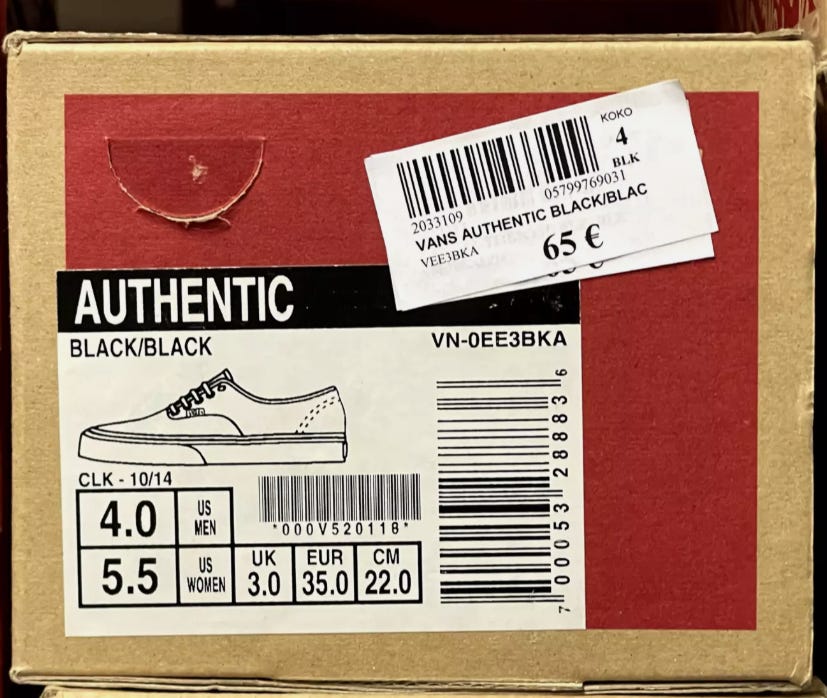 KOKO
4
BLK
2033109 05799769031
VANS AUTHENTIC BLACK/BLAC
VEE3BKA 65 €
AUTHENTIC
BLACK/BLACK VN-0EE3BKA
CLK - 10/14
*000V520118*
4.0 US MEN
5.5 US WOMEN
UK 3.0
EUR 35.0
CM 22.0
7 00053 28883 6